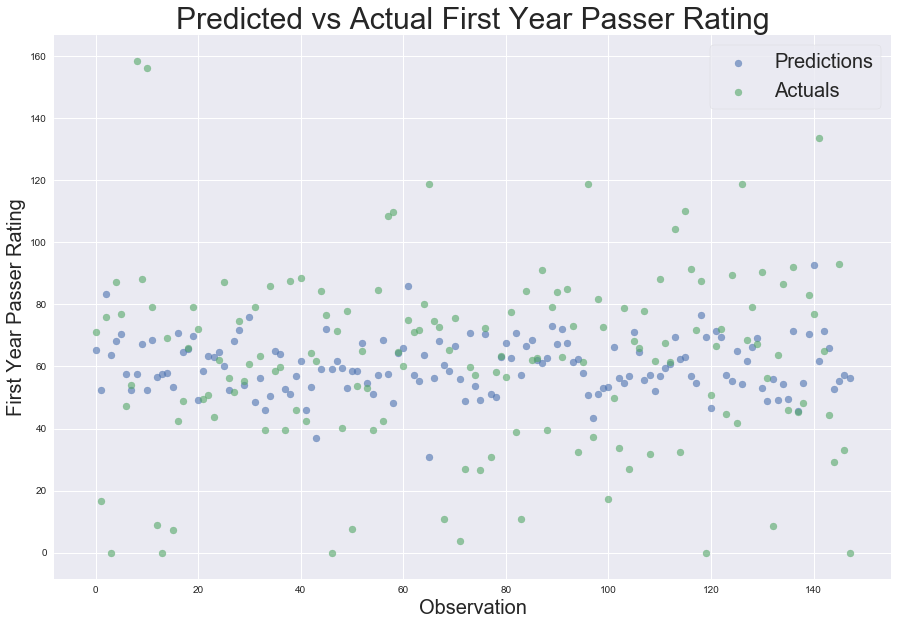 Predicted vs Actual First Year Passer Rating
Predictions
Actuals
First Year Passer Rating
160
140
120
100
80
60
40
20
0
0 20 40 60 80 100 120 140
Observation